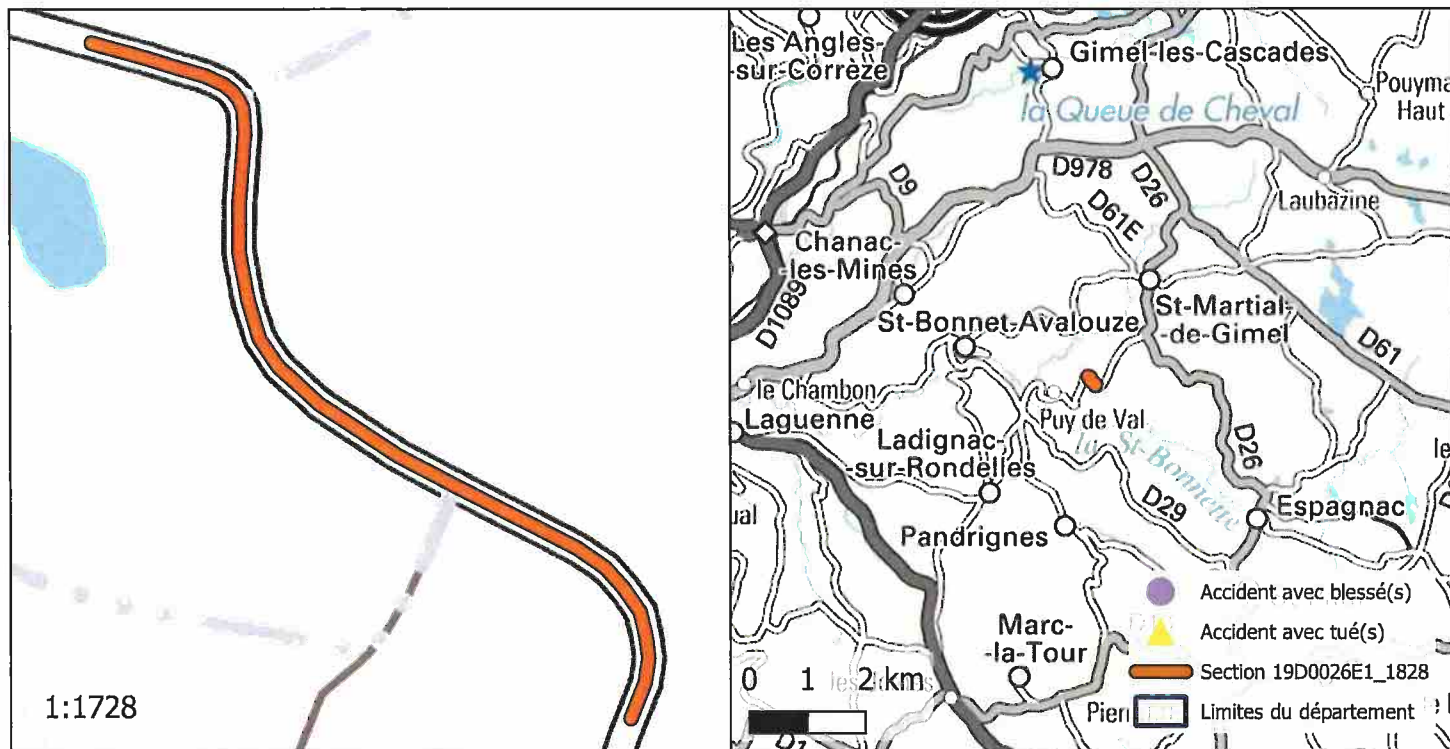 1:1728
Les Angles-
-sur-Corrèze
Gimel-les-Cascades
la Queue de Cheval
Haut
D9
D978
D26
D61E
Laubazine
Chanac-
-les-Mines
D1089
St-Martial-
-de-Gimel
St-Bonnet-Avalouze
D61
le Chambon
Puy de Val
Laguenne
Ladignac-
-sur-Rondelles
la St-Bonnette
D26
D29
Espagnac
Pandrignes
Marc-
-la-Tour
0 1 2 km
Accident avec blessé(s)
Accident avec tué(s)
Section 19D0026E1_1828
Limites du département